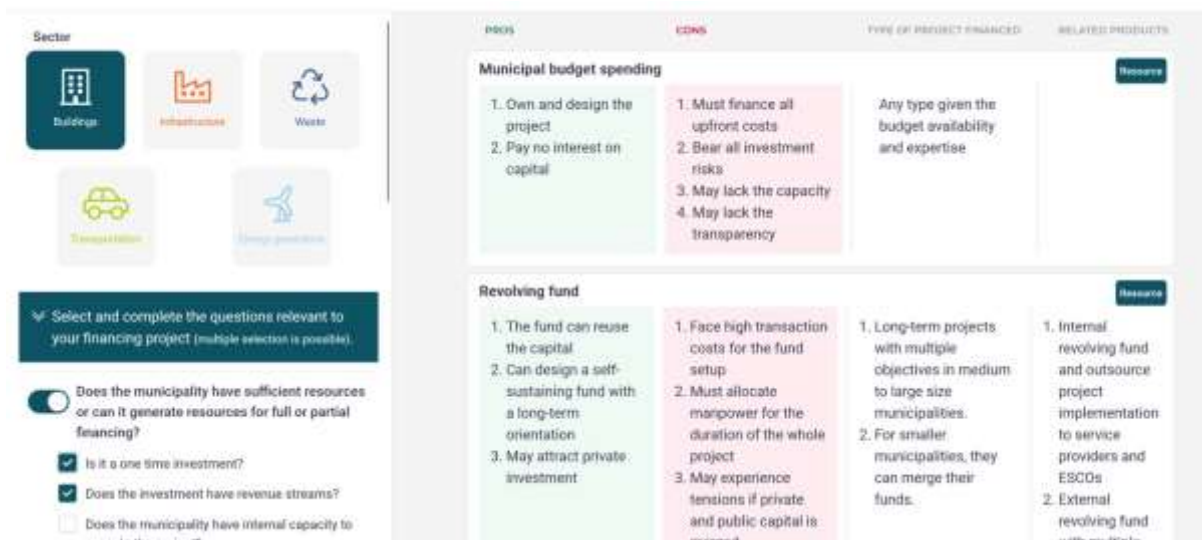 Sector
Buildings
Infrastructure
Waste
Transportation
Energy generation
Select and complete the questions relevant to
your financing project (multiple selection is possible).
Does the municipality have sufficient resources
or can it generate resources for full or partial
financing?
Is it a one time investment?
Does the investment have revenue streams?
Does the municipality have internal capacity to
PROS
CONS
TYPE OF PROJECT FINANCED
RELATED PRODUCTS
Municipal budget spending
Resource
1. Own and design the
project
2. Pay no interest on
capital
1. Must finance all
upfront costs
2. Bear all investment
risks
3. May lack the capacity
4. May lack the
transparency
Any type given the
budget availability
and expertise
Revolving fund
Resource
1. The fund can reuse
the capital
2. Can design a self-
sustaining fund with
a long-term
orientation
3. May attract private
investment
1. Face high transaction
costs for the fund
setup
2. Must allocate
manpower for the
duration of the whole
project
3. May experience
tensions if private
and public capital is
1. Long-term projects
with multiple
objectives in medium
to large size
municipalities.
2. For smaller
municipalities, they
can merge their
funds.
1. Internal
revolving fund
and outsource
project
implementation
to service
providers and
ESCOs
2. External
revolving fund
with multiple